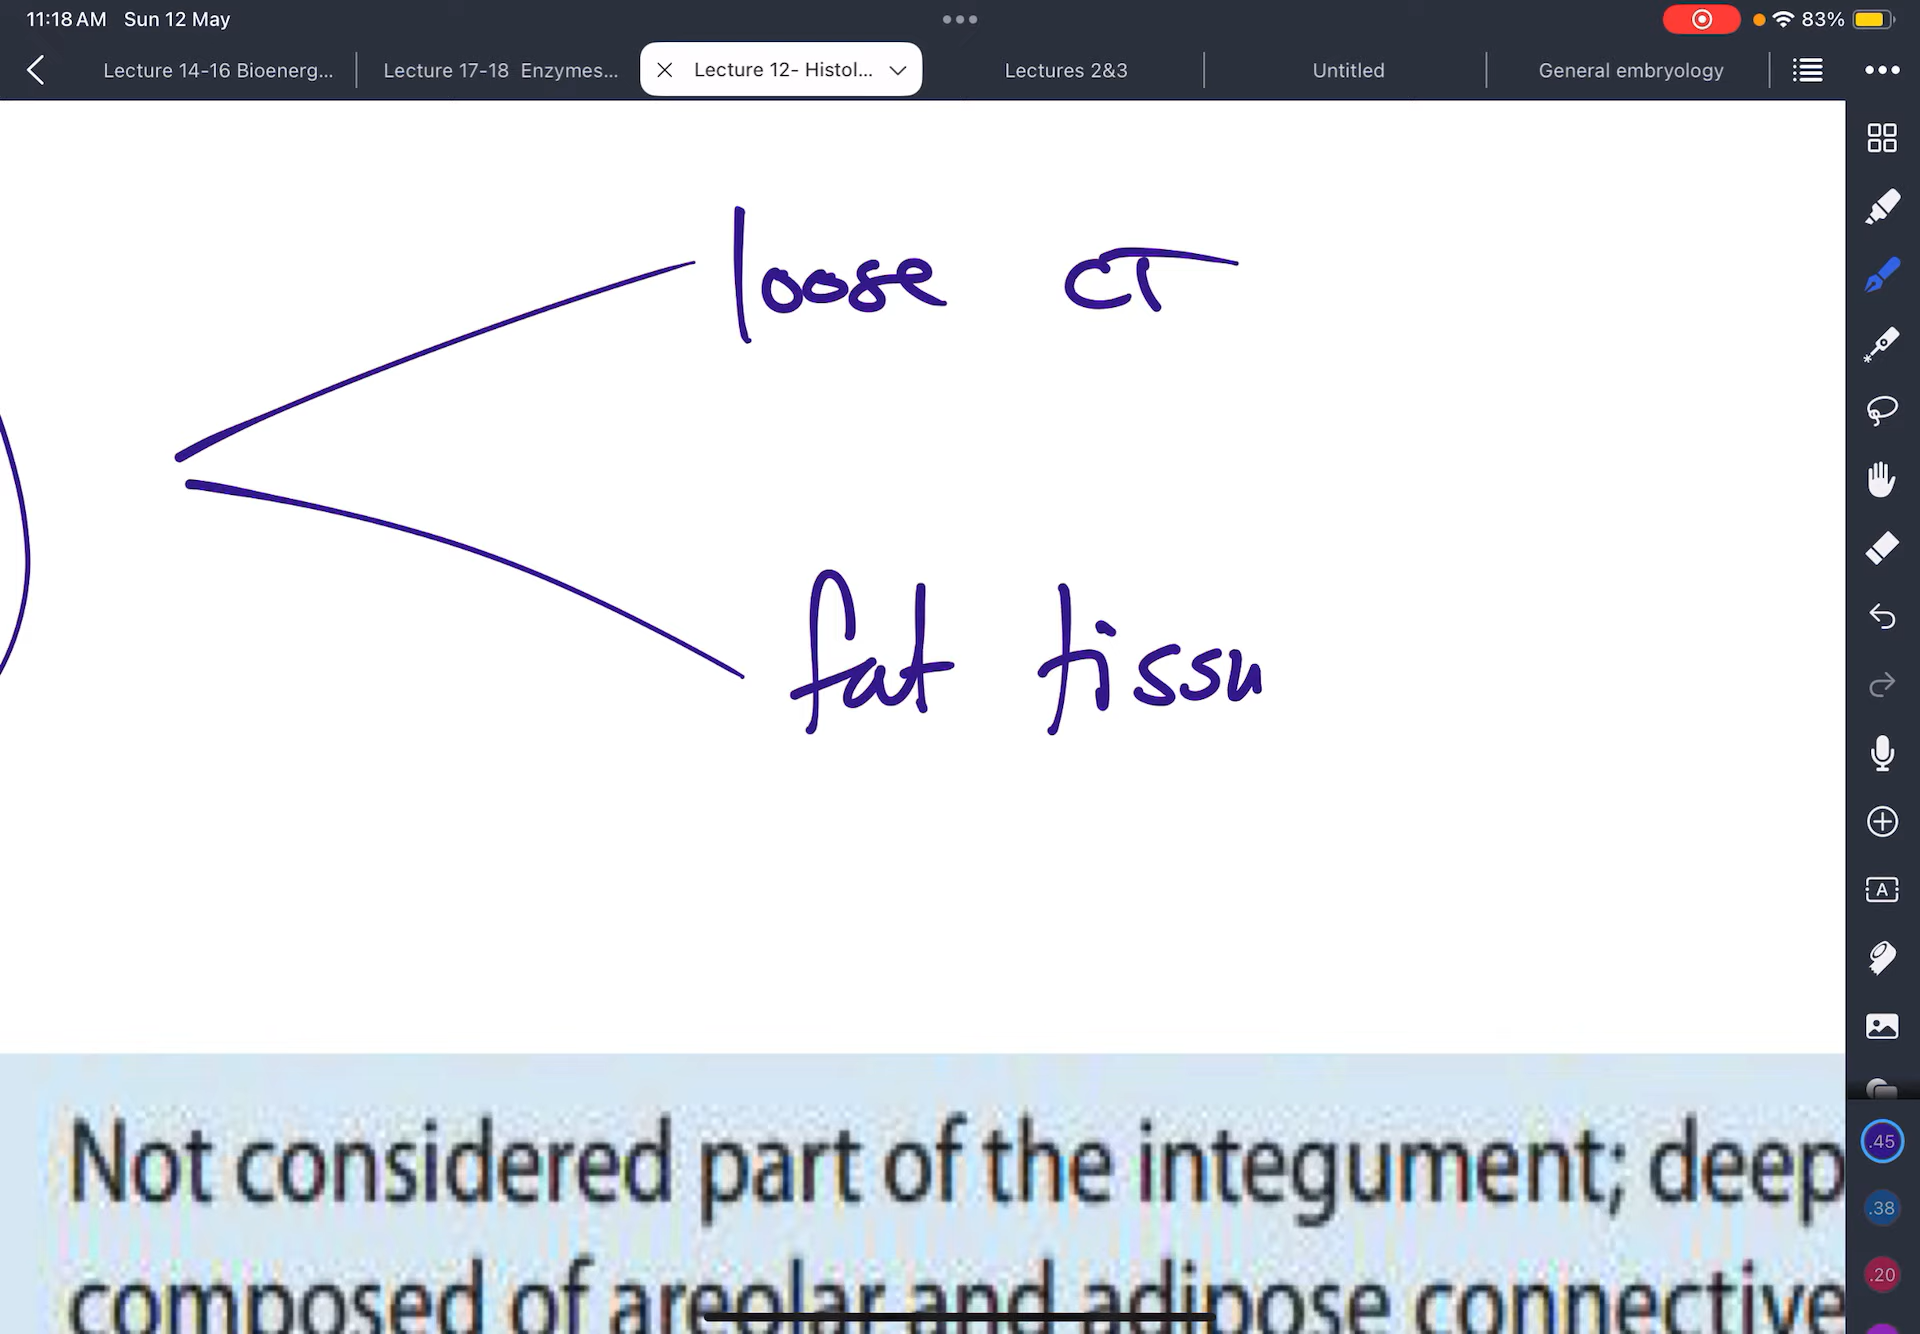 11:18 AM Sun 12 May
83%
Lecture 14-16 Bioenerg... Lecture 17-18 Enzymes... Lecture 12- Histol... Lectures 2&3 Untitled General embryology
loose CT
fat tissu
A
Not considered part of the integument; deep
composed of areolar and adipose connective
.45
.38
.20